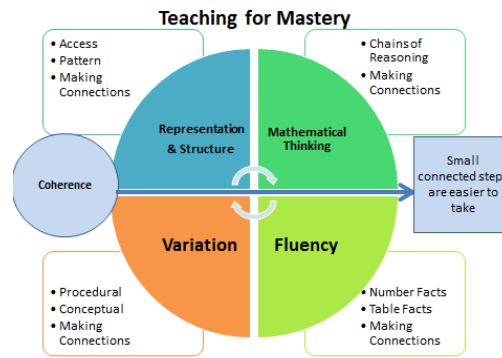 Teaching for Mastery
• Access
• Pattern
• Making
Connections
• Chains of
Reasoning
• Making
Connections
Representation
& Structure
Mathematical
Thinking
Coherence
Small
connected step
are easier to
take
Variation
Fluency
• Procedural
• Conceptual
• Making
Connections
• Number Facts
• Table Facts
• Making
Connections